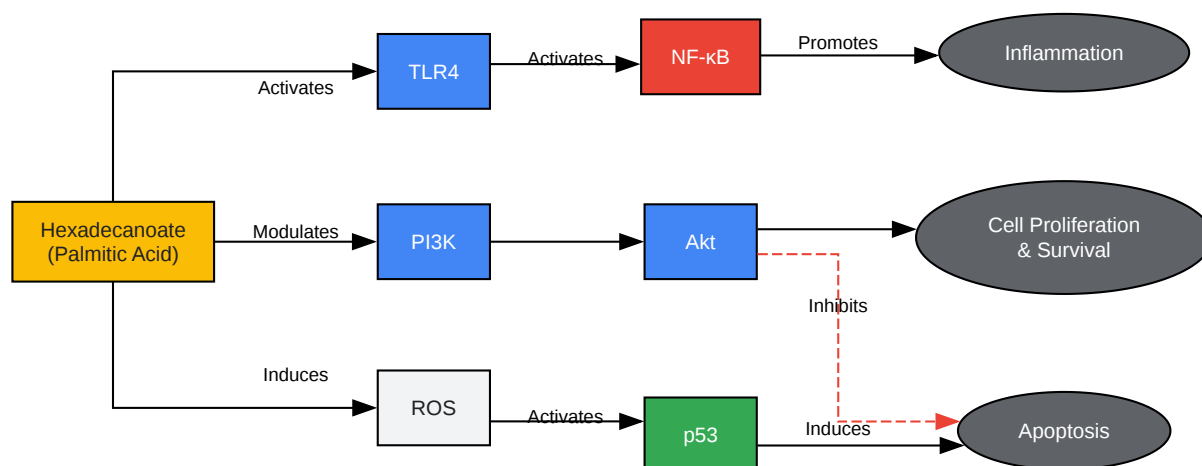 Activates
TLR4
Activates
NF-κB
Promotes
Inflammation
Hexadecanoate
(Palmitic Acid)
Modulates
PI3K
Akt
Cell Proliferation
& Survival
Inhibits
Induces
ROS
Activates
p53
Induces
Apoptosis